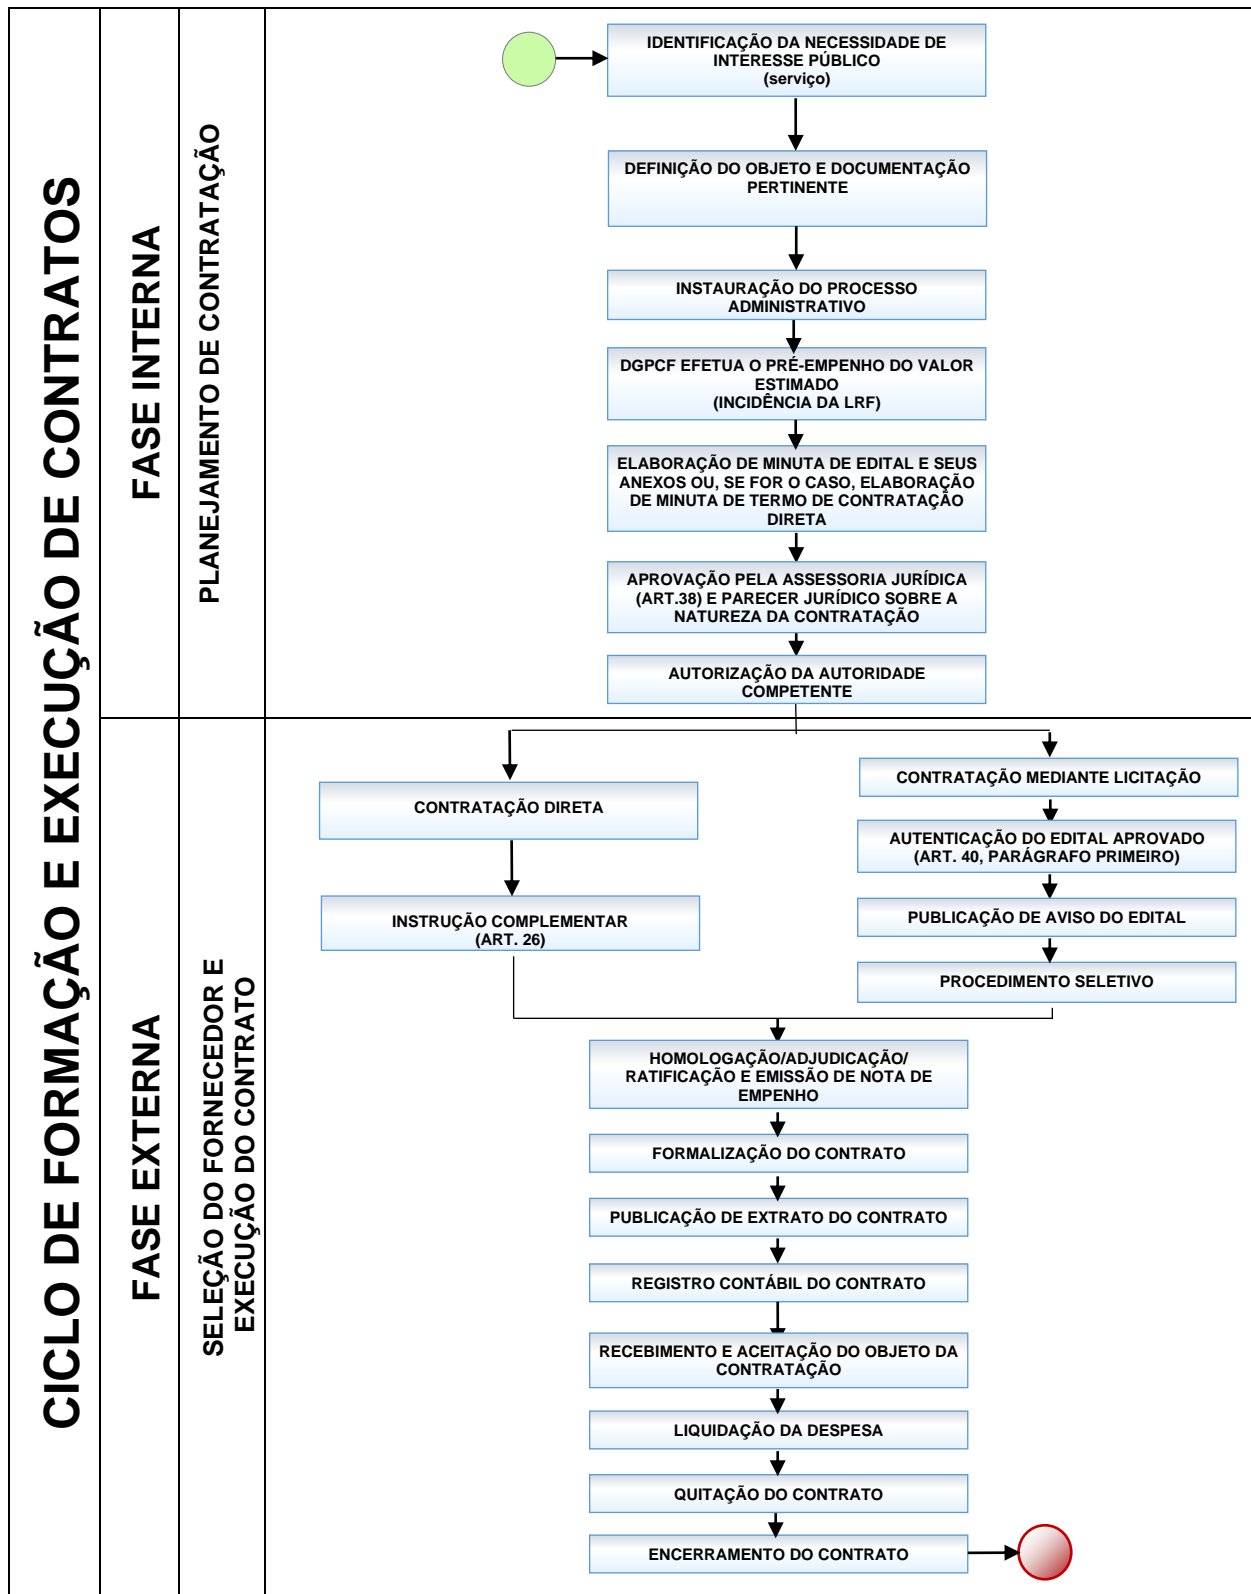 CICLO DE FORMAÇÃO E EXECUÇÃO DE CONTRATOS
FASE INTERNA
PLANEJAMENTO DE CONTRATAÇÃO
IDENTIFICAÇÃO DA NECESSIDADE DE
INTERESSE PÚBLICO
(serviço)
DEFINIÇÃO DO OBJETO E DOCUMENTAÇÃO
PERTINENTE
INSTAURAÇÃO DO PROCESSO
ADMINISTRATIVO
DGPCF EFETUA O PRÉ-EMPENHO DO VALOR
ESTIMADO
(INCIDÊNCIA DA LRF)
ELABORAÇÃO DE MINUTA DE EDITAL E SEUS
ANEXOS OU, SE FOR O CASO, ELABORAÇÃO
DE MINUTA DE TERMO DE CONTRATAÇÃO
DIRETA
APROVAÇÃO PELA ASSESSORIA JURÍDICA
(ART.38) E PARECER JURÍDICO SOBRE A
NATUREZA DA CONTRATAÇÃO
AUTORIZAÇÃO DA AUTORIDADE
COMPETENTE
FASE EXTERNA
SELEÇÃO DO FORNECEDOR E
EXECUÇÃO DO CONTRATO
CONTRATAÇÃO DIRETA
INSTRUÇÃO COMPLEMENTAR
(ART. 26)
CONTRATAÇÃO MEDIANTE LICITAÇÃO
AUTENTICAÇÃO DO EDITAL APROVADO
(ART. 40, PARÁGRAFO PRIMEIRO)
PUBLICAÇÃO DE AVISO DO EDITAL
PROCEDIMENTO SELETIVO
HOMOLOGAÇÃO/ADJUDICAÇÃO/
RATIFICAÇÃO E EMISSÃO DE NOTA DE
EMPENHO
FORMALIZAÇÃO DO CONTRATO
PUBLICAÇÃO DE EXTRATO DO CONTRATO
REGISTRO CONTÁBIL DO CONTRATO
RECEBIMENTO E ACEITAÇÃO DO OBJETO DA
CONTRATAÇÃO
LIQUIDAÇÃO DA DESPESA
QUITAÇÃO DO CONTRATO
ENCERRAMENTO DO CONTRATO